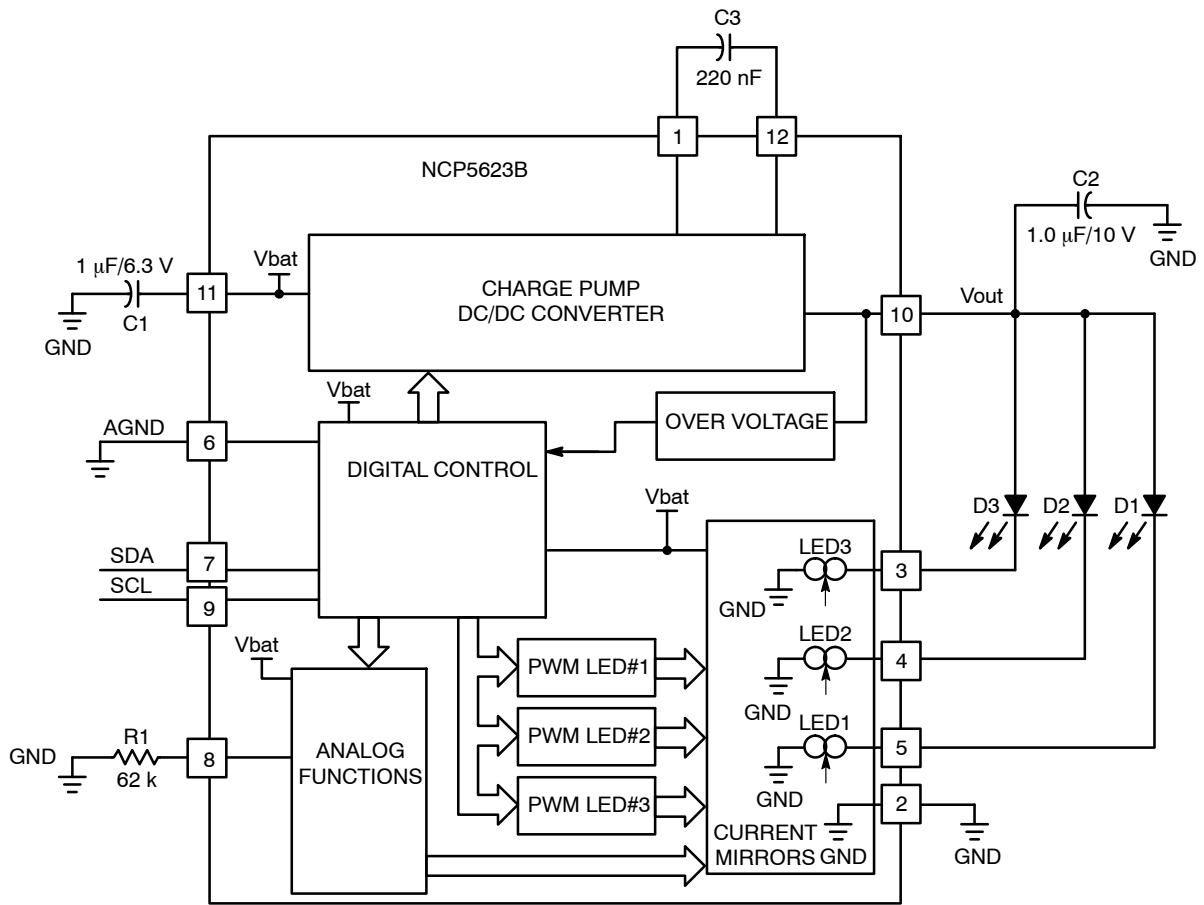 C3
220 nF
1
12
NCP5623B
C2
1.0 μF/10 V
GND
1 μF/6.3 V
Vbat
11
C1
GND
CHARGE PUMP
DC/DC CONVERTER
Vout
10
Vbat
AGND
6
OVER VOLTAGE
DIGITAL CONTROL
Vbat
D3
D2
D1
SDA
7
SCL
9
LED3
3
GND
LED2
4
GND
LED1
5
GND
Vbat
PWM LED#1
PWM LED#2
PWM LED#3
GND
R1
62 k
8
ANALOG
FUNCTIONS
2
CURRENT
MIRRORS
GND
GND